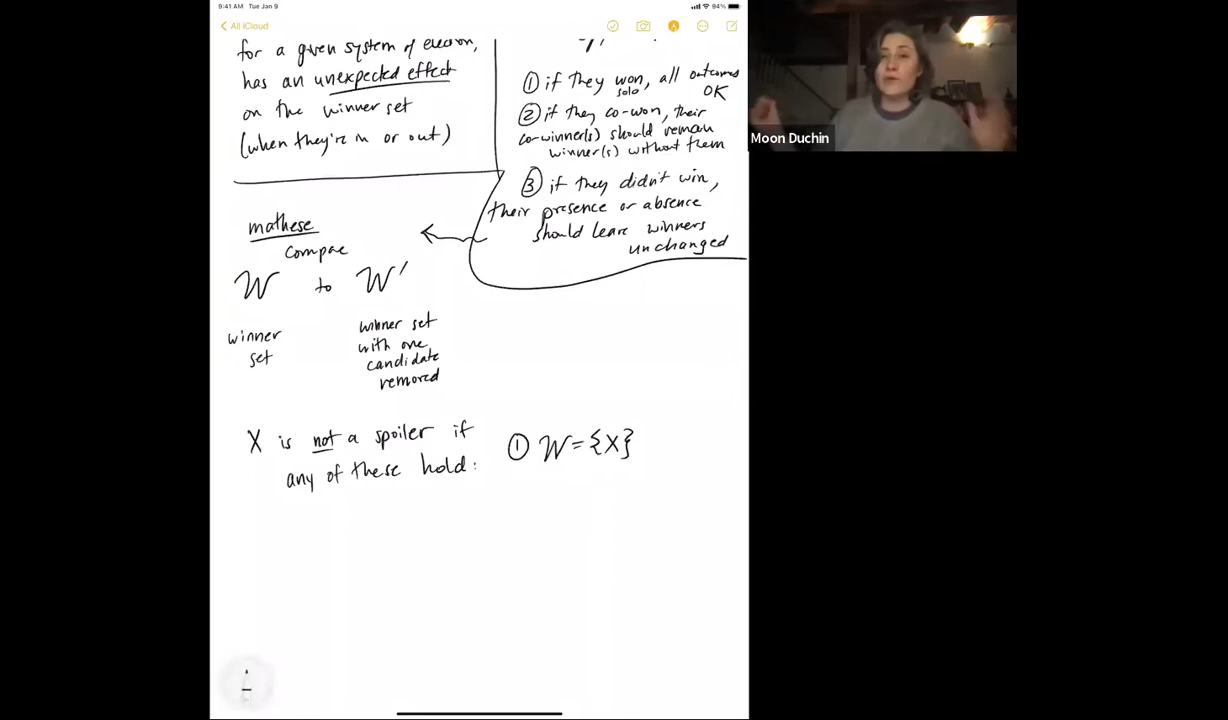 9:41 AM Tue Jan 9
94%
All iCloud
for a given system of election,
has an unexpected effect
on the winner set
(when they're in or out)
① if they won, all outcomes
solo
OK
② if they co-won, their
co-winner(s) should remain
winner(s) without them
③ if they didn't win,
their presence or absence
should leave winners
unchanged
mathese
compare
W to W'
winner
set
winner set
with one
candidate
removed
X is not a spoiler if
any of these hold:
① W = {X}
Moon Duchin